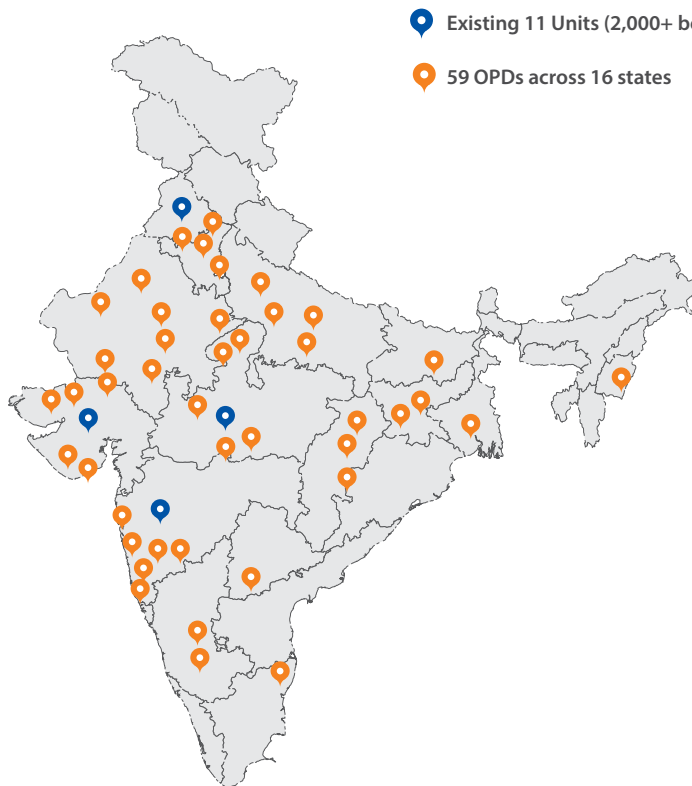 Existing 11 Units (2,000+
59 OPDs across 16 states